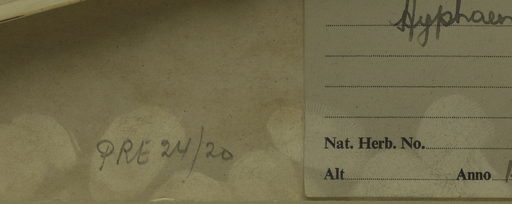 Hyphaen
PRE 24/20
Nat. Herb. No.
Alt Anno